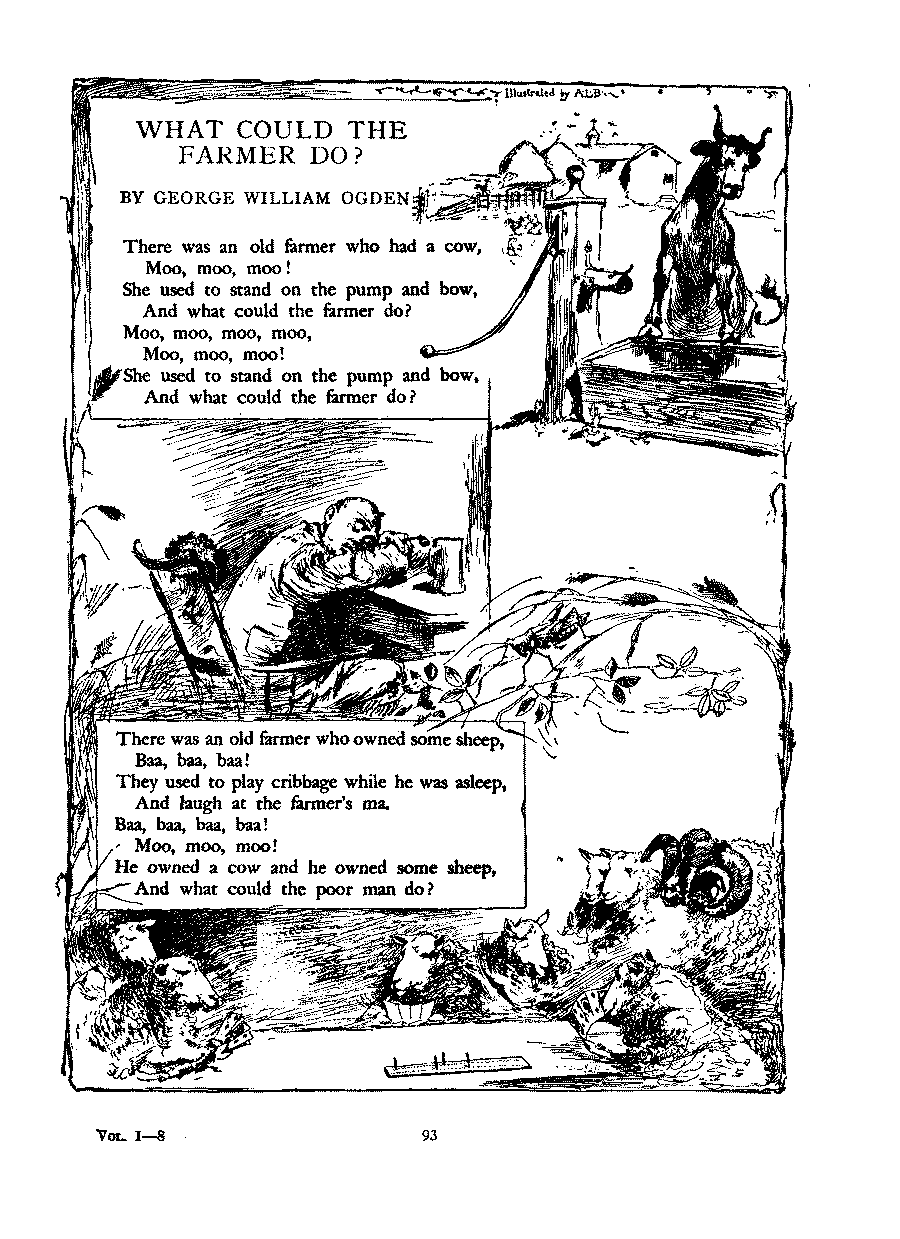 Illustrated by ALB
WHAT COULD THE
FARMER DO?
BY GEORGE WILLIAM OGDEN
There was an old farmer who had a cow,
Moo, moo, moo!
She used to stand on the pump and bow,
And what could the farmer do?
Moo, moo, moo, moo,
Moo, moo, moo!
She used to stand on the pump and bow,
And what could the farmer do?
There was an old farmer who owned some sheep,
Baa, baa, baa!
They used to play cribbage while he was asleep,
And laugh at the farmer's ma.
Baa, baa, baa, baa!
Moo, moo, moo!
He owned a cow and he owned some sheep,
And what could the poor man do?
VOL. I—8
93